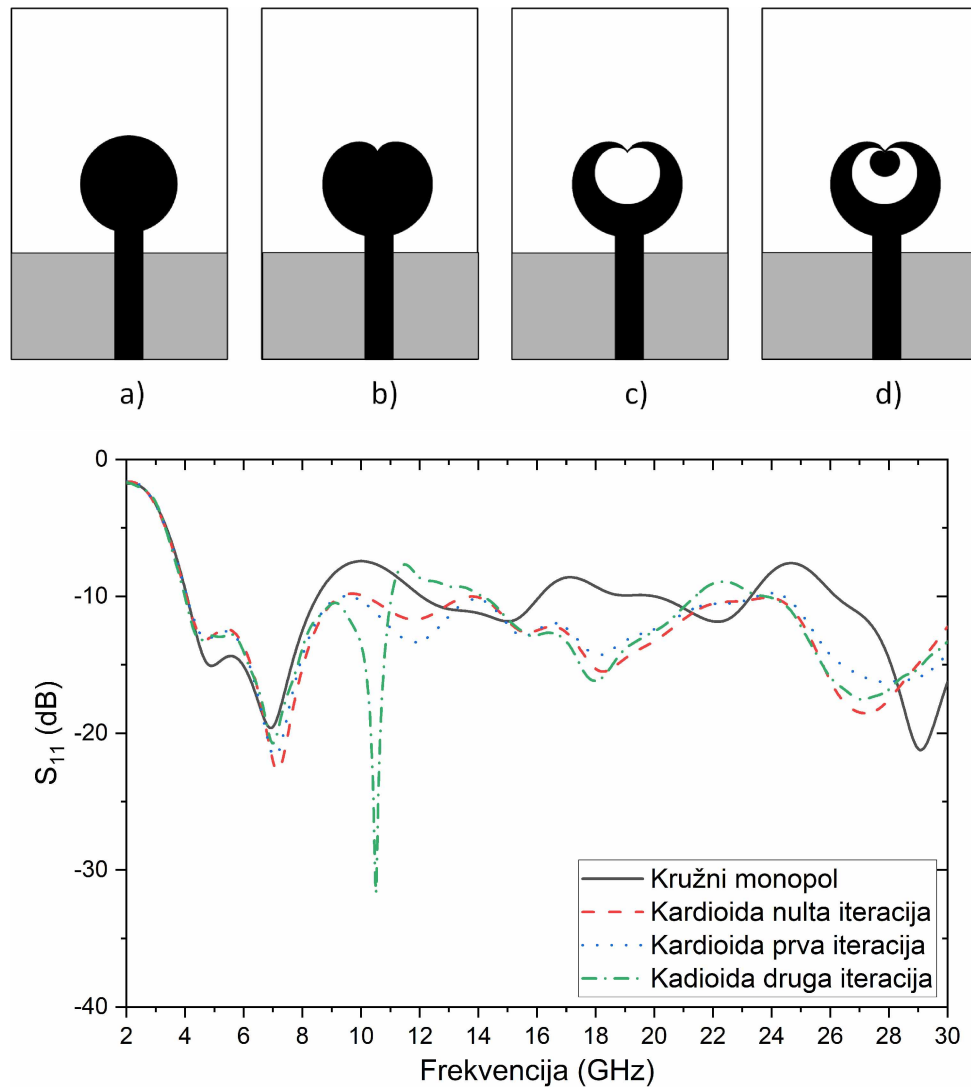 a) b) c) d)
0
-10
-20
-30
-40
S₁₁ (dB)
2 4 6 8 10 12 14 16 18 20 22 24 26 28 30
Frekvencija (GHz)
Kružni monopol
Kardioida nulta iteracija
Kardioida prva iteracija
Kadioida druga iteracija